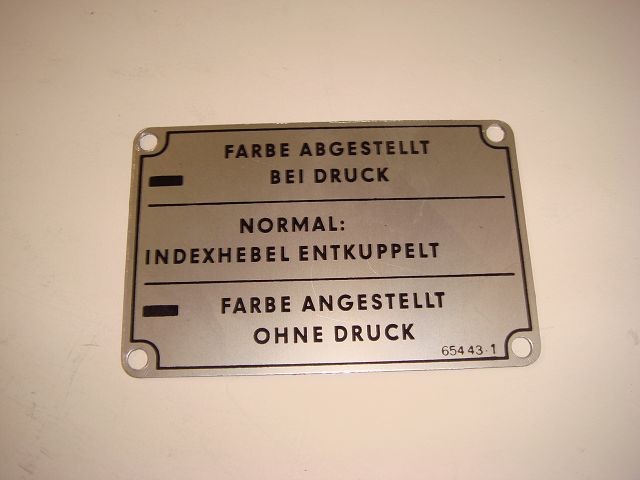 FARBE ABGESTELLT
BEI DRUCK
NORMAL:
INDEXHEBEL ENTKUPPELT
FARBE ANGESTELLT
OHNE DRUCK
65443·1